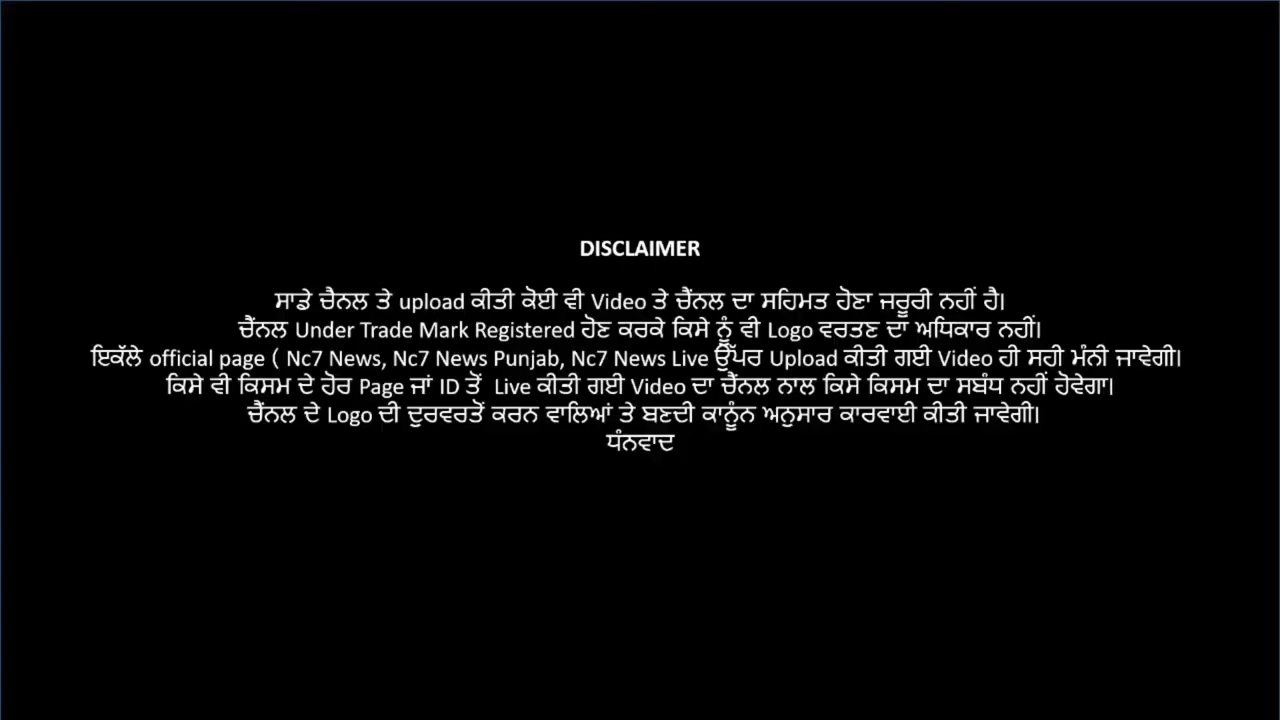 DISCLAIMER
ਸਾਡੇ ਚੈਨਲ ਤੇ upload ਕੀਤੀ ਕੋਈ ਵੀ Video ਤੇ ਚੈਂਨਲ ਦਾ ਸਹਿਮਤ ਹੋਣਾ ਜਰੂਰੀ ਨਹੀਂ ਹੈ।
ਚੈਂਨਲ Under Trade Mark Registered ਹੋਣ ਕਰਕੇ ਕਿਸੇ ਨੂੰ ਵੀ Logo ਵਰਤਣ ਦਾ ਅਧਿਕਾਰ ਨਹੀਂ।
ਇਕੱਲੇ official page ( Nc7 News, Nc7 News Punjab, Nc7 News Live ਉੱਪਰ Upload ਕੀਤੀ ਗਈ Video ਹੀ ਸਹੀ ਮੰਨੀ ਜਾਵੇਗੀ।
ਕਿਸੇ ਵੀ ਕਿਸਮ ਦੇ ਹੋਰ Page ਜਾਂ ID ਤੋਂ  Live ਕੀਤੀ ਗਈ Video ਦਾ ਚੈਂਨਲ ਨਾਲ ਕਿਸੇ ਕਿਸਮ ਦਾ ਸਬੰਧ ਨਹੀਂ ਹੋਵੇਗਾ।
ਚੈਂਨਲ ਦੇ Logo ਦੀ ਦੁਰਵਰਤੋਂ ਕਰਨ ਵਾਲਿਆਂ ਤੇ ਬਣਦੀ ਕਾਨੂੰਨ ਅਨੁਸਾਰ ਕਾਰਵਾਈ ਕੀਤੀ ਜਾਵੇਗੀ।
ਧੰਨਵਾਦ